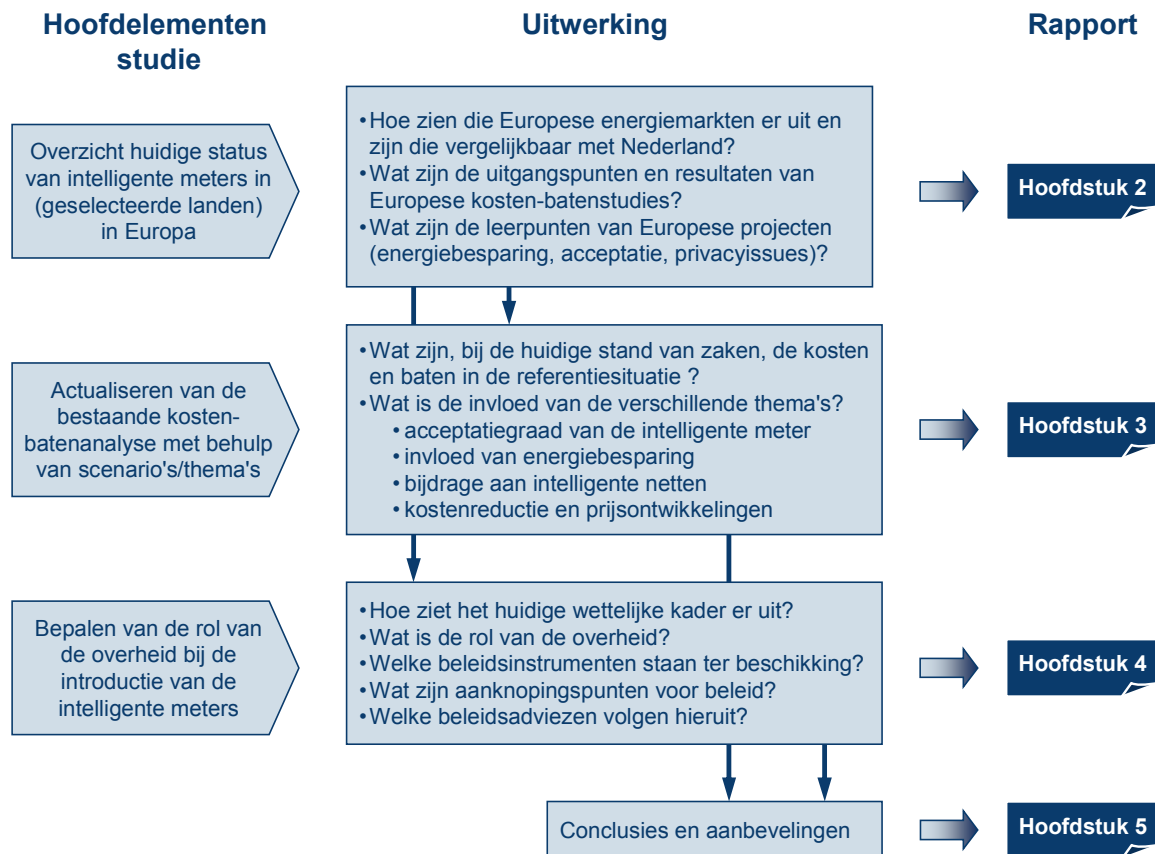 Hoofdelementen
studie
Uitwerking
Rapport
Overzicht huidige status
van intelligente meters in
(geselecteerde landen)
in Europa
•Hoe zien die Europese energiemarkten er uit en
zijn die vergelijkbaar met Nederland?
•Wat zijn de uitgangspunten en resultaten van
Europese kosten-batenstudies?
•Wat zijn de leerpunten van Europese projecten
(energiebesparing, acceptatie, privacyissues)?
Hoofdstuk 2
Actualiseren van de
bestaande kosten-
batenanalyse met behulp
van scenario's/thema's
•Wat zijn, bij de huidige stand van zaken, de kosten
en baten in de referentiesituatie ?
•Wat is de invloed van de verschillende thema's?
•acceptatiegraad van de intelligente meter
•invloed van energiebesparing
•bijdrage aan intelligente netten
•kostenreductie en prijsontwikkelingen
Hoofdstuk 3
Bepalen van de rol van
de overheid bij de
introductie van de
intelligente meters
•Hoe ziet het huidige wettelijke kader er uit?
•Wat is de rol van de overheid?
•Welke beleidsinstrumenten staan ter beschikking?
•Wat zijn aanknopingspunten voor beleid?
•Welke beleidsadviezen volgen hieruit?
Hoofdstuk 4
Conclusies en aanbevelingen
Hoofdstuk 5